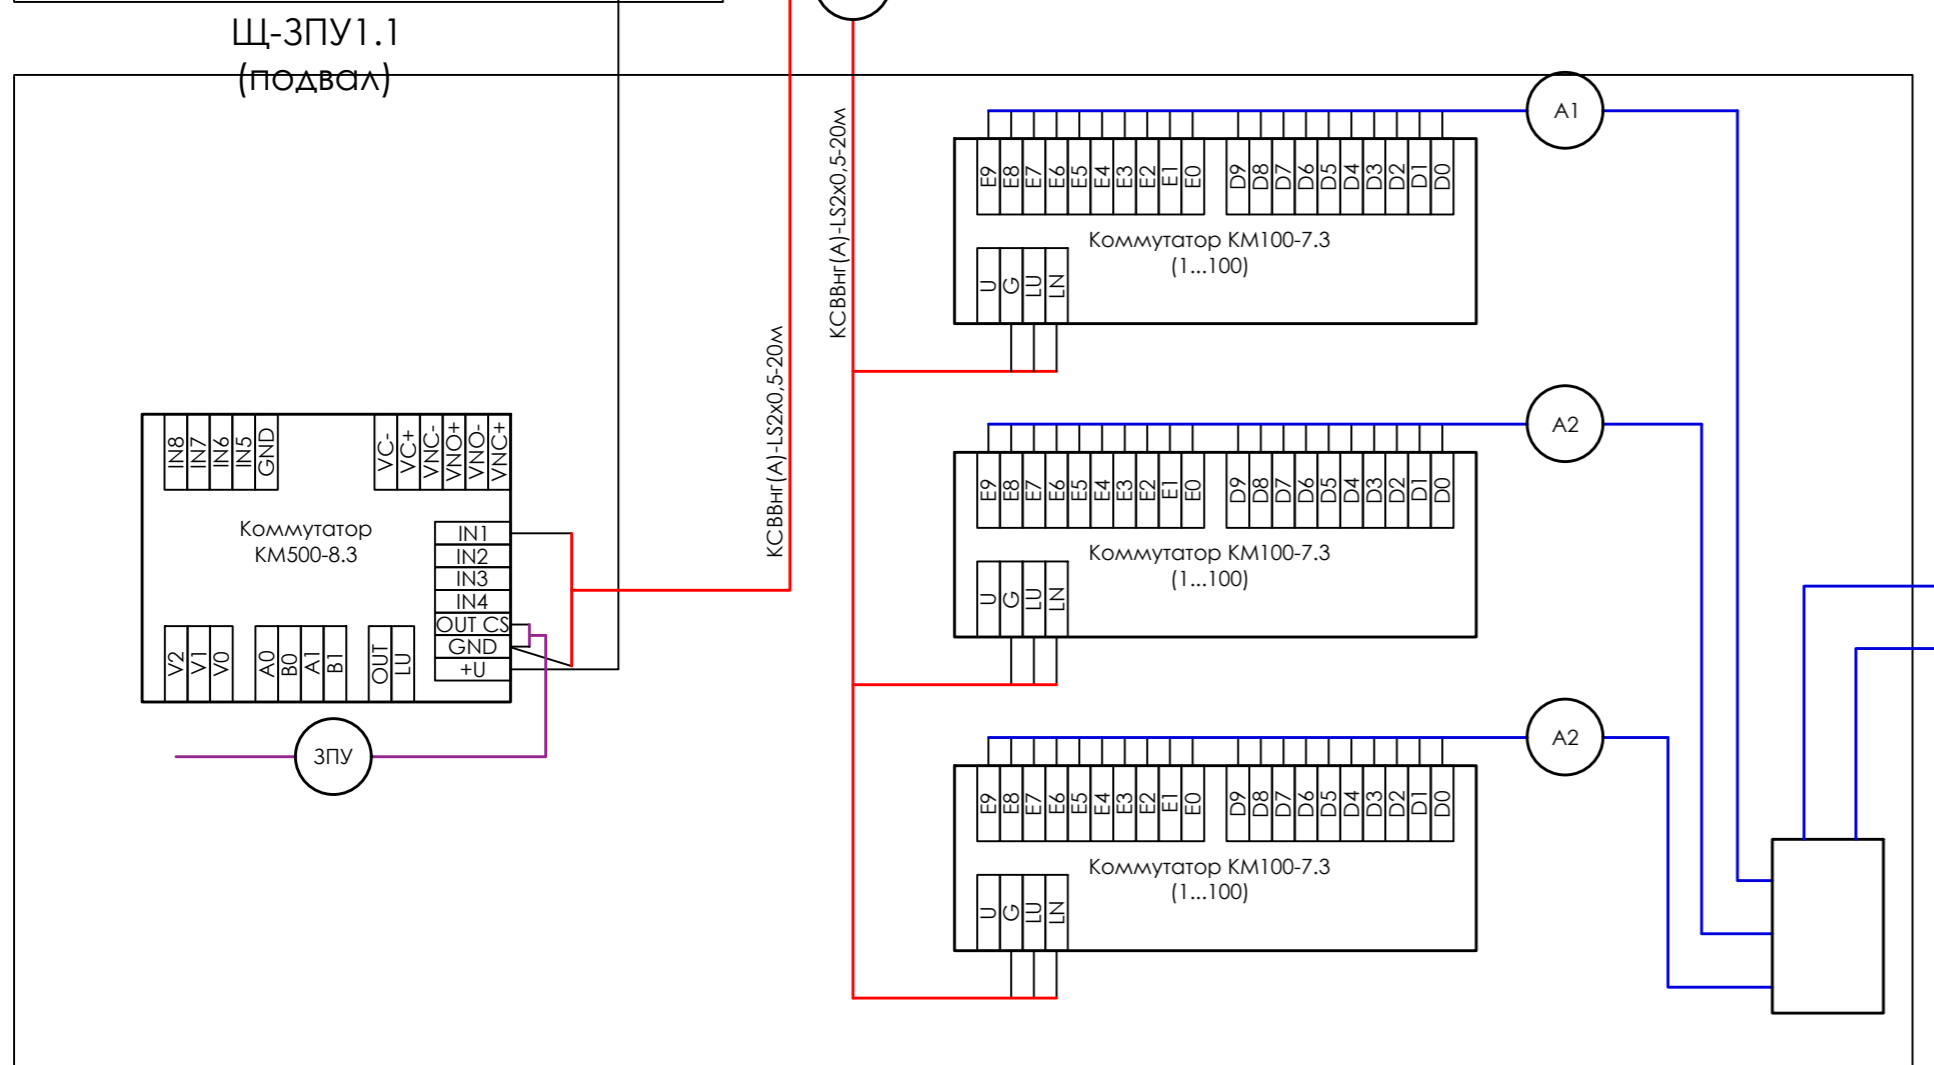 Щ-ЗПУ1.1
(подвал)
КСВВнг(А)-LS2х0,5-20м
КСВВнг(А)-LS2х0,5-20м
A1
E9 E8 E7 E6 E5 E4 E3 E2 E1 E0 D9 D8 D7 D6 D5 D4 D3 D2 D1 D0
Коммутатор КМ100-7.3
(1...100)
U G LU LN
A2
E9 E8 E7 E6 E5 E4 E3 E2 E1 E0 D9 D8 D7 D6 D5 D4 D3 D2 D1 D0
Коммутатор КМ100-7.3
(1...100)
U G LU LN
A2
E9 E8 E7 E6 E5 E4 E3 E2 E1 E0 D9 D8 D7 D6 D5 D4 D3 D2 D1 D0
Коммутатор КМ100-7.3
(1...100)
U G LU LN
IN8 IN7 IN6 IN5 GND VC- VC+ VNC- VNO+ VNO- VNC+
Коммутатор
КМ500-8.3
IN1
IN2
IN3
IN4
OUT CS
GND
+U
V2 V1 V0 A0 B0 A1 B1 OUT LU
ЗПУ